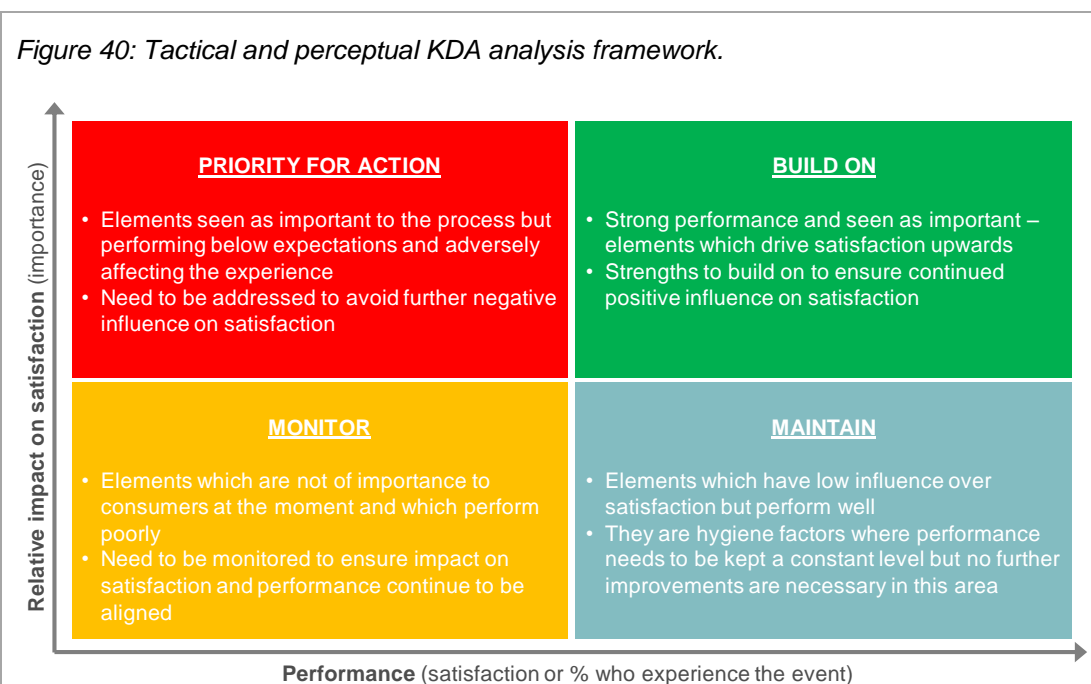 Figure 40: Tactical and perceptual KDA analysis framework.
Relative impact on satisfaction (importance)
PRIORITY FOR ACTION
• Elements seen as important to the process but
performing below expectations and adversely
affecting the experience
• Need to be addressed to avoid further negative
influence on satisfaction
BUILD ON
• Strong performance and seen as important –
elements which drive satisfaction upwards
• Strengths to build on to ensure continued
positive influence on satisfaction
MONITOR
• Elements which are not of importance to
consumers at the moment and which perform
poorly
• Need to be monitored to ensure impact on
satisfaction and performance continue to be
aligned
MAINTAIN
• Elements which have low influence over
satisfaction but perform well
• They are hygiene factors where performance
needs to be kept a constant level but no further
improvements are necessary in this area
Performance (satisfaction or % who experience the event)